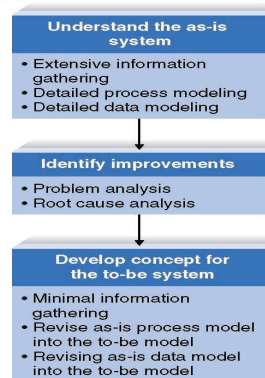 Understand the as-is
system
• Extensive information
gathering
• Detailed process modeling
• Detailed data modeling
Identify improvements
• Problem analysis
• Root cause analysis
Develop concept for
the to-be system
• Minimal information
gathering
• Revise as-is process model
into the to-be model
• Revising as-is data model
into the to-be model